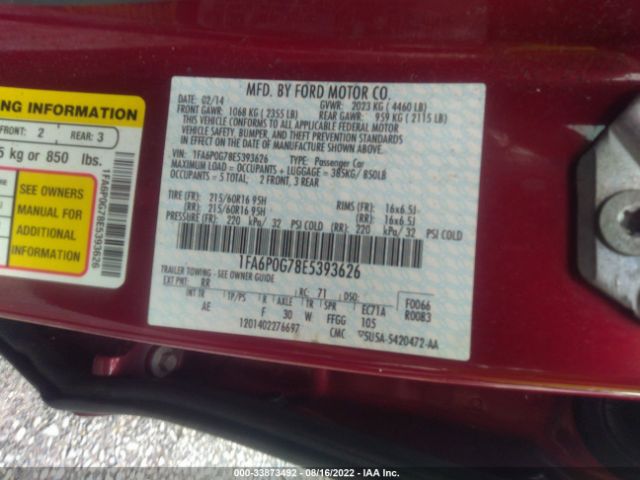 NG INFORMATION
FRONT: 2 REAR: 3
5 kg or 850 lbs.
SEE OWNERS
MANUAL FOR
ADDITIONAL
INFORMATION
1FA6P0G78E5393626
MFD. BY FORD MOTOR CO.
DATE: 02/14 GVWR: 2023 KG ( 4460 LB)
FRONT GAWR: 1068 KG ( 2355 LB) REAR GAWR: 959 KG ( 2115 LB)
THIS VEHICLE CONFORMS TO ALL APPLICABLE FEDERAL MOTOR
VEHICLE SAFETY, BUMPER, AND THEFT PREVENTION STANDARDS
IN EFFECT ON THE DATE OF MANUFACTURE SHOWN ABOVE.
VIN: 1FA6P0G78E5393626 TYPE: Passenger Car
MAXIMUM LOAD = OCCUPANTS + LUGGAGE = 385KG/ 850LB
OCCUPANTS = 5 TOTAL, 2 FRONT, 3 REAR
TIRE (FR): 215/60R16 95H RIMS (FR): 16x6.5J
(RR): 215/60R16 95H (RR): 16x6.5J
PRESSURE (FR): 220 kPa/ 32 PSI COLD (RR): 220 kPa/ 32 PSI COLD
1FA6P0G78E5393626
TRAILER TOWING - SEE OWNER GUIDE
EXT PNT: RR RC: 71 DSO: F0066
INT TR TP/PS R AXLE TR SPR EC71A R0083
AE F 30 W FFGG 105
1201402276697 CMC 5USA-5420472-AA
000-33873492 - 08/16/2022 - IAA Inc.